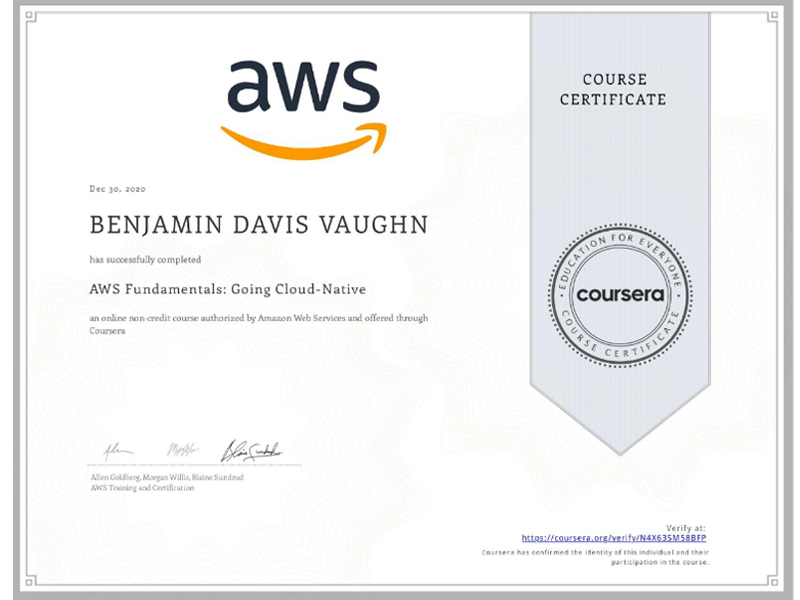 aws
COURSE
CERTIFICATE
Dec 30, 2020
BENJAMIN DAVIS VAUGHN
has successfully completed
AWS Fundamentals: Going Cloud-Native
an online non-credit course authorized by Amazon Web Services and offered through
Coursera
EDUCATION FOR EVERYONE
coursera
COURSE CERTIFICATE
Allen Goldberg, Morgan Willis, Blaine Sundrud
AWS Training and Certification
Verify at:
https://coursera.org/verify/N4X63SM58BFP
Coursera has confirmed the identity of this individual and their
participation in the course.